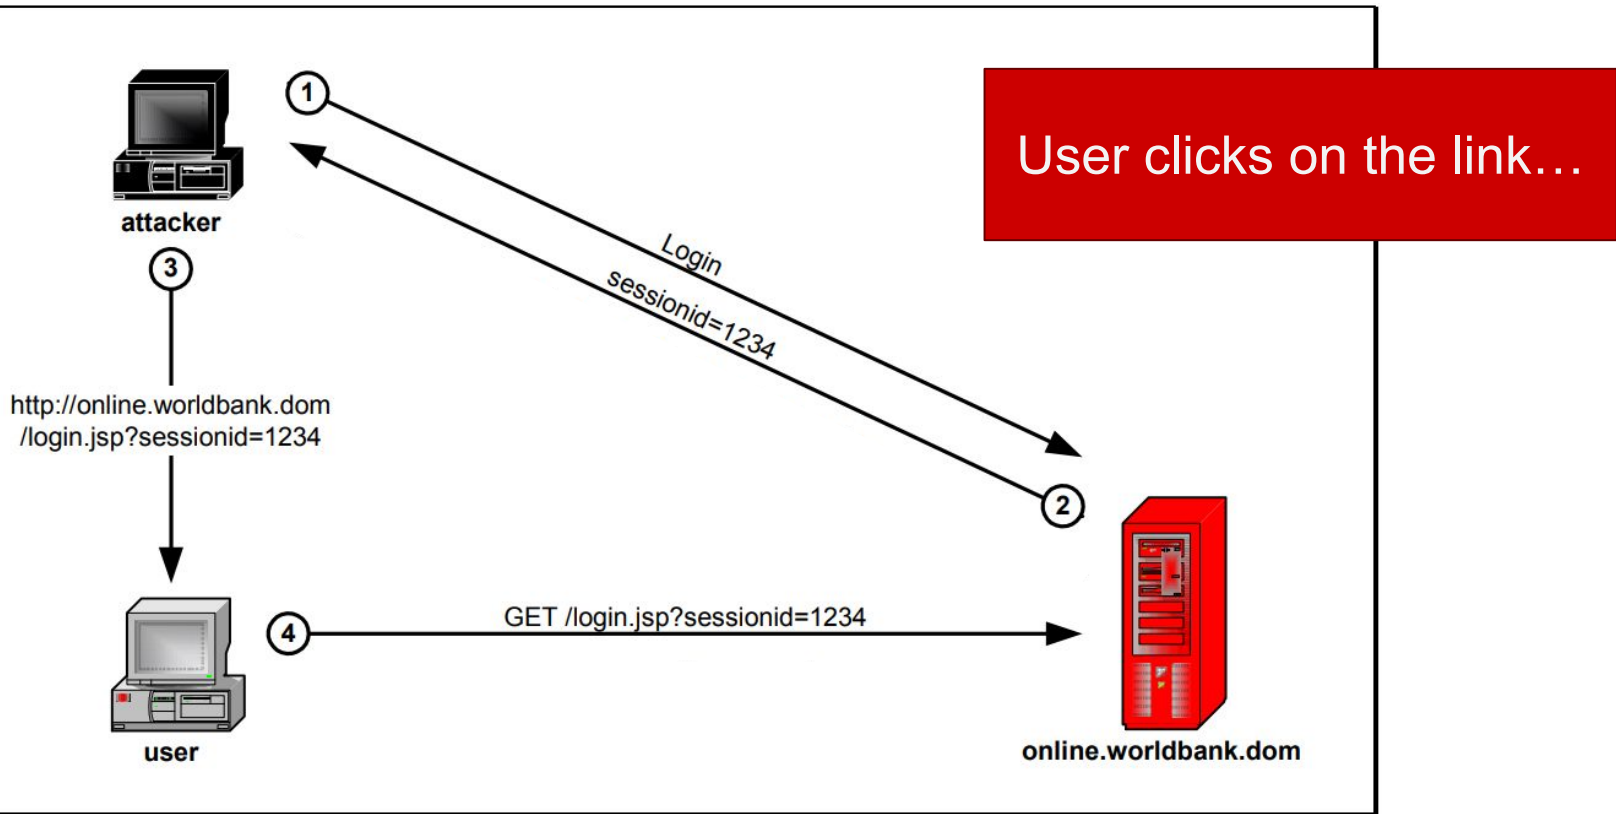 1
User clicks on the link…
attacker
3
Login
sessionid=1234
http://online.worldbank.dom
/login.jsp?sessionid=1234
2
4
GET /login.jsp?sessionid=1234
user
online.worldbank.dom